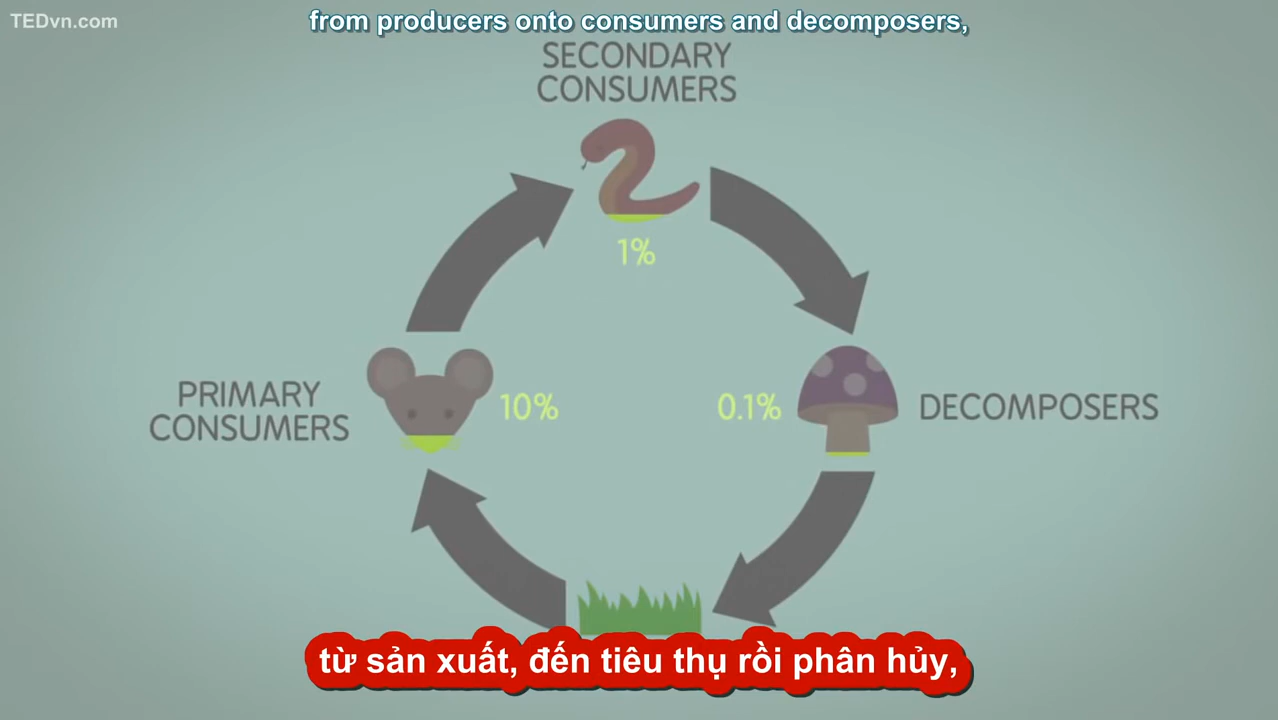 TEDvn.com
from producers onto consumers and decomposers,
SECONDARY
CONSUMERS
1%
PRIMARY
CONSUMERS
10%
0.1%
DECOMPOSERS
từ sản xuất, đến tiêu thụ rồi phân hủy,